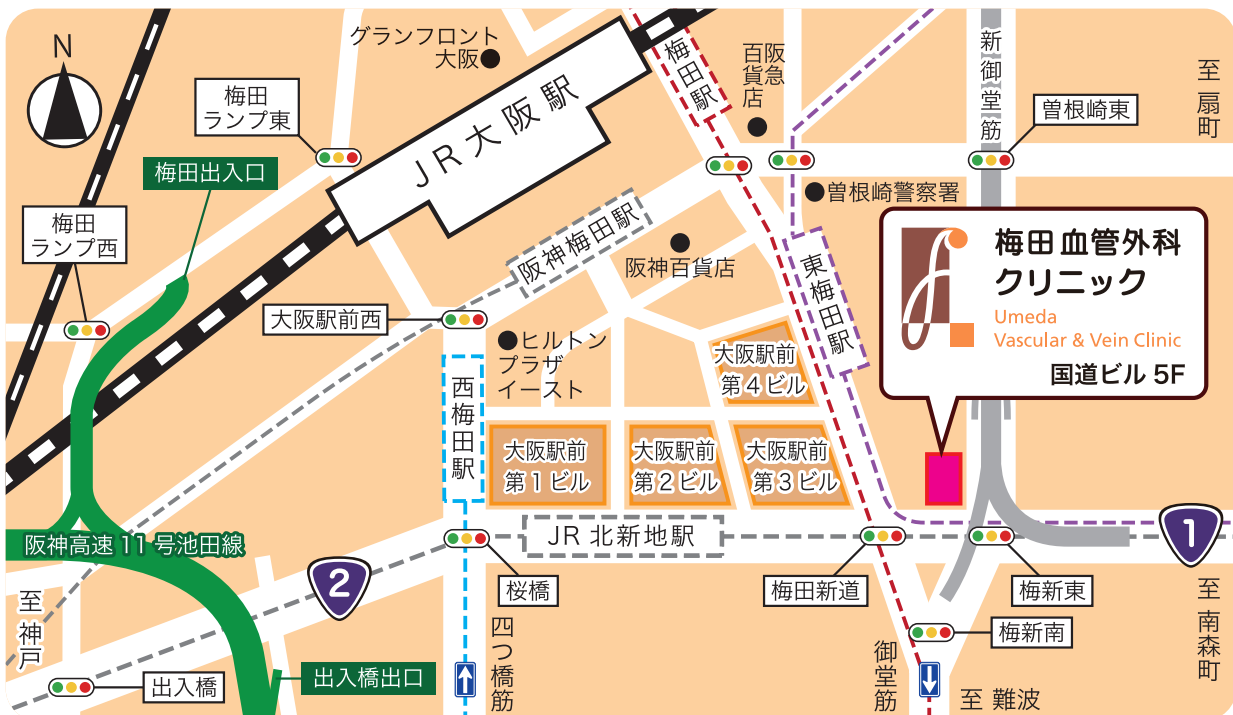 N
グランフロント
大阪
梅田
ランプ東
JR大阪駅
梅田駅
百貨店
阪急
新御堂筋
曽根崎東
至 扇町
梅田出入口
梅田
ランプ西
曽根崎警察署
阪神梅田駅
阪神百貨店
東梅田駅
梅田血管外科
クリニック
Umeda
Vascular & Vein Clinic
国道ビル 5F
大阪駅前西
ヒルトン
プラザ
イースト
西梅田駅
大阪駅前
第4ビル
大阪駅前
第1ビル
大阪駅前
第2ビル
大阪駅前
第3ビル
阪神高速11号池田線
JR北新地駅
1
2
桜橋
梅田新道
梅新東
梅新南
至 神戸
出入橋
出入橋出口
四つ橋筋
御堂筋
至 難波
至 南森町